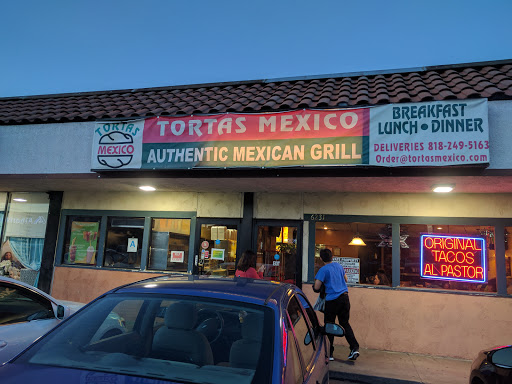 TORTAS
MEXICO
TORTAS MEXICO
AUTHENTIC MEXICAN GRILL
BREAKFAST
LUNCH • DINNER
DELIVERIES 818-249-5163
Order@tortasmexico.com
6231
A
ORIGINAL
TACOS
AL PASTOR